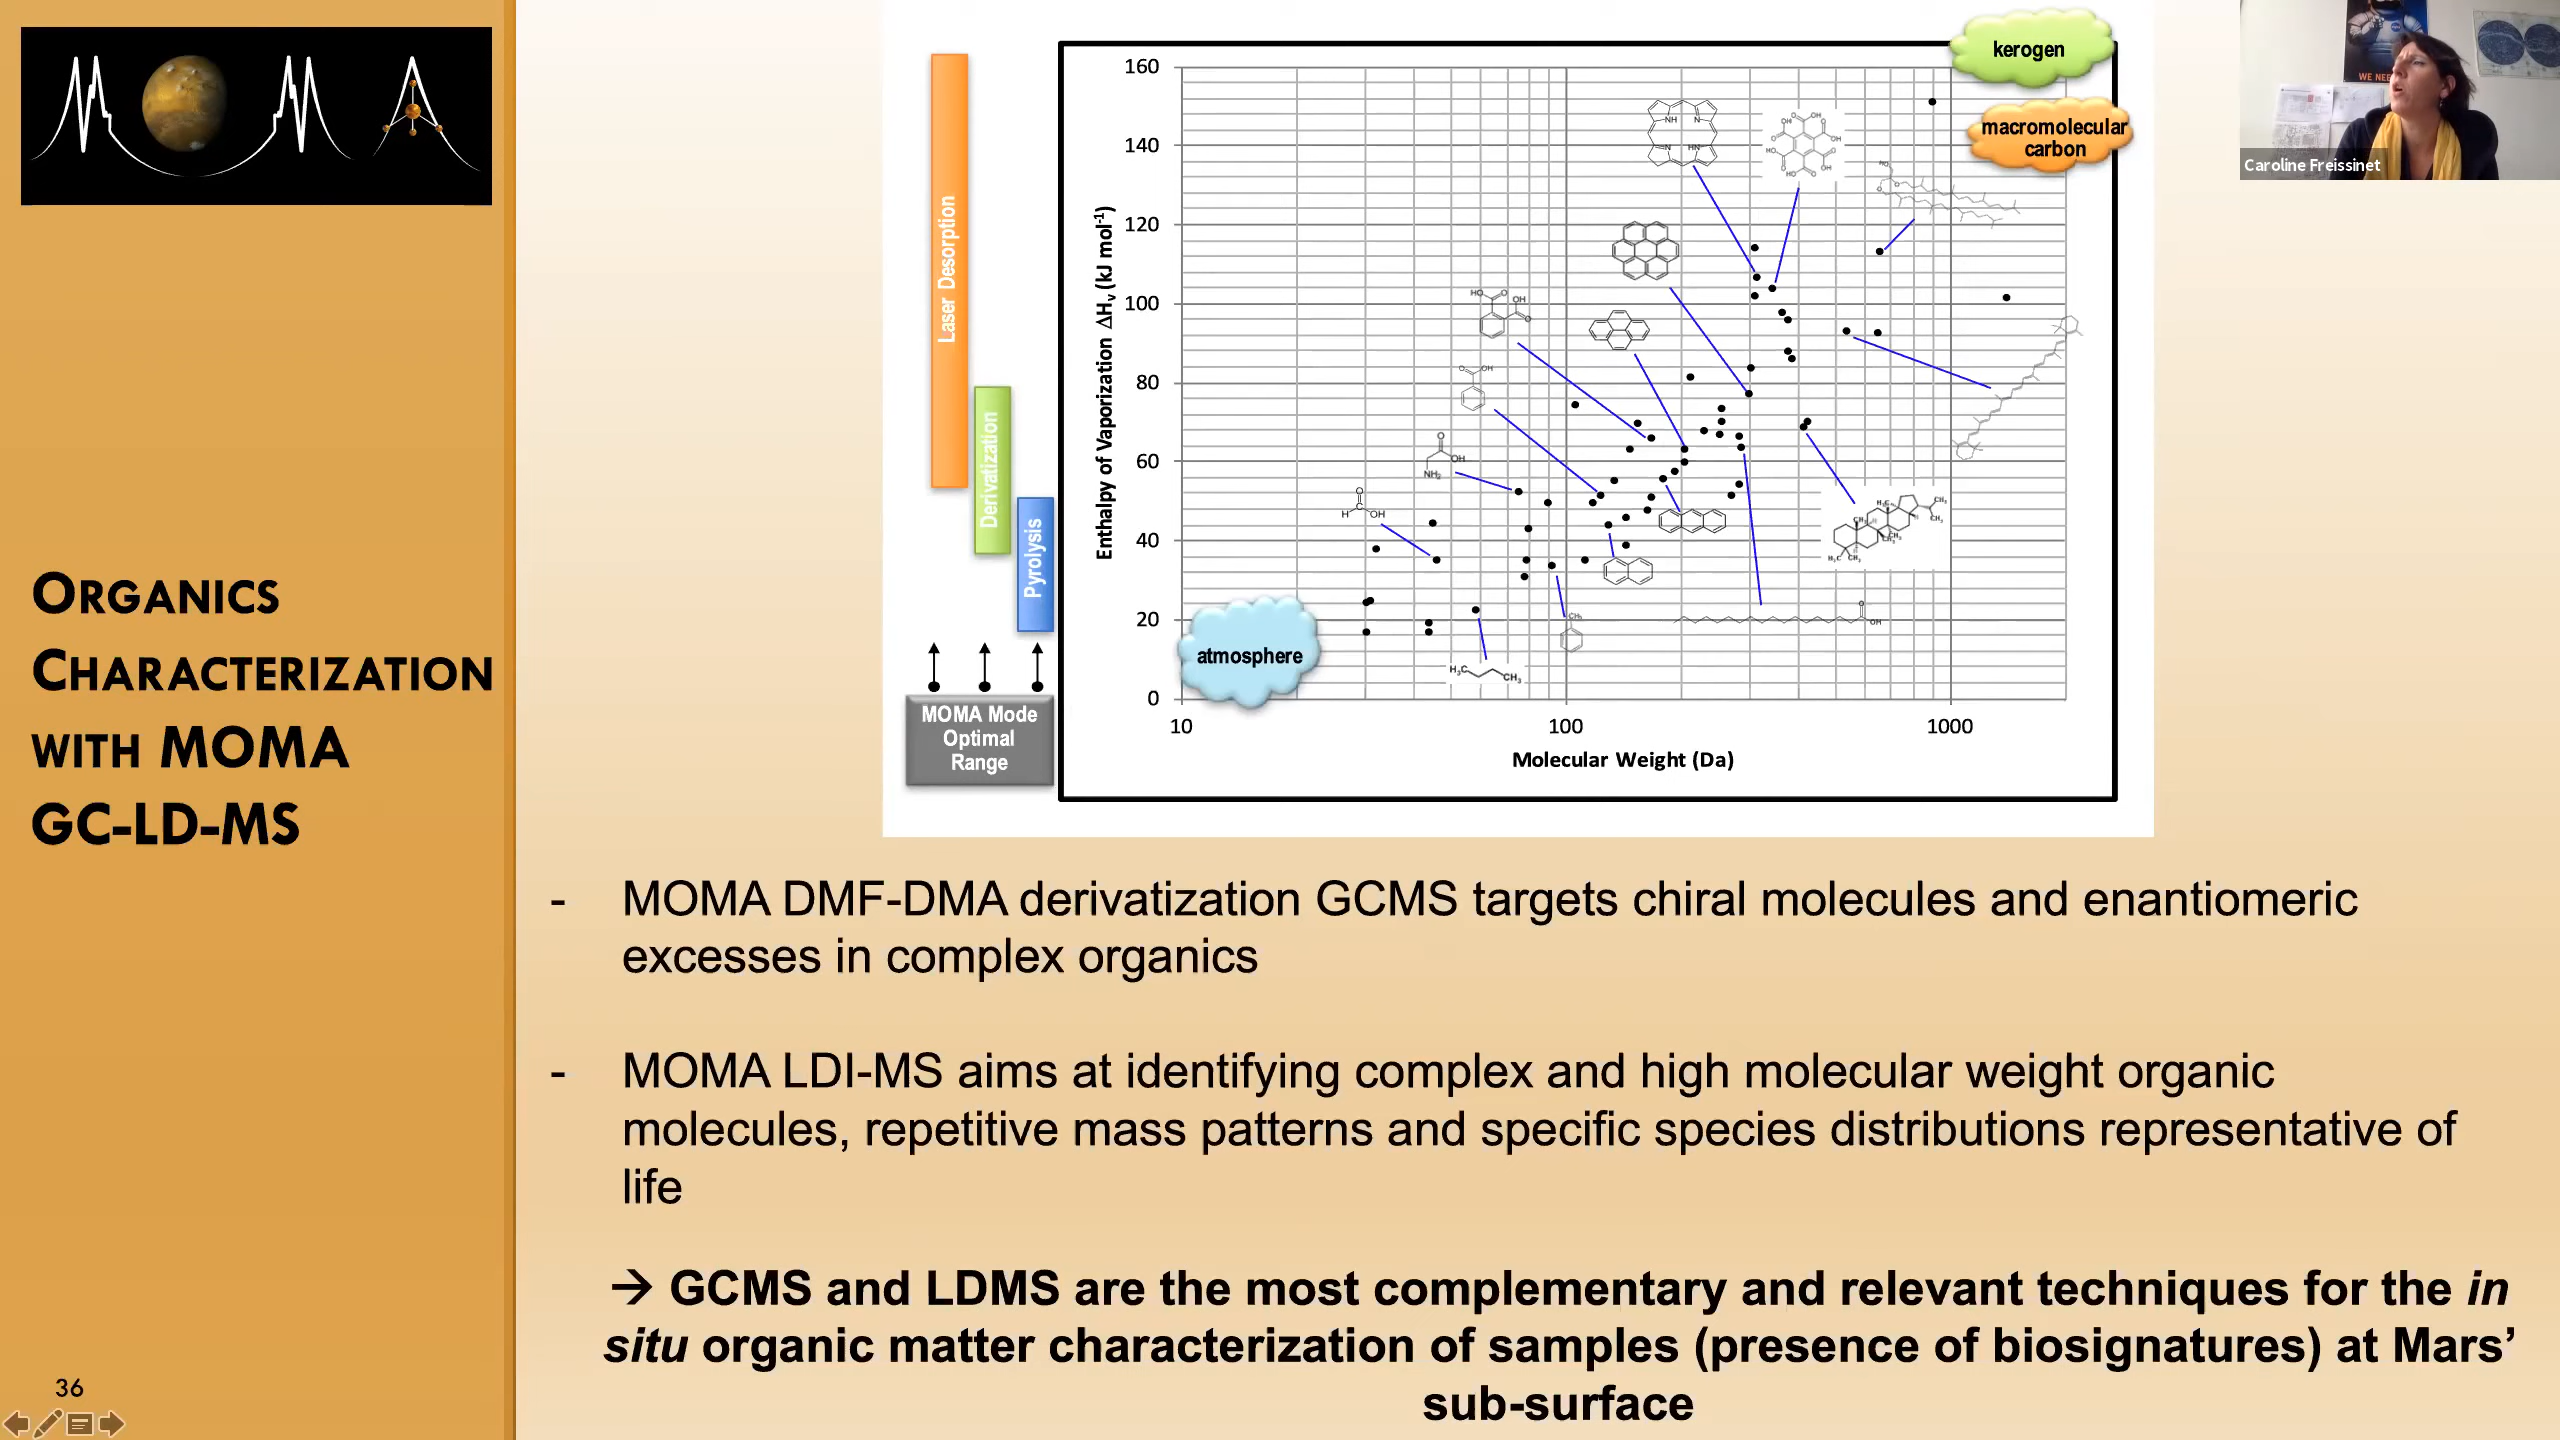 MOMA
ORGANICS
CHARACTERIZATION
WITH MOMA
GC-LD-MS
36
Laser Desorption
Derivatization
Pyrolysis
MOMA Mode
Optimal
Range
Enthalpy of Vaporization ΔHv (kJ mol-1)
160
140
120
100
80
60
40
20
0
10
100
1000
Molecular Weight (Da)
kerogen
macromolecular
carbon
atmosphere
WE NEE
Caroline Freissinet
- MOMA DMF-DMA derivatization GCMS targets chiral molecules and enantiomeric
excesses in complex organics
- MOMA LDI-MS aims at identifying complex and high molecular weight organic
molecules, repetitive mass patterns and specific species distributions representative of
life
→ GCMS and LDMS are the most complementary and relevant techniques for the in
situ organic matter characterization of samples (presence of biosignatures) at Mars’
sub-surface